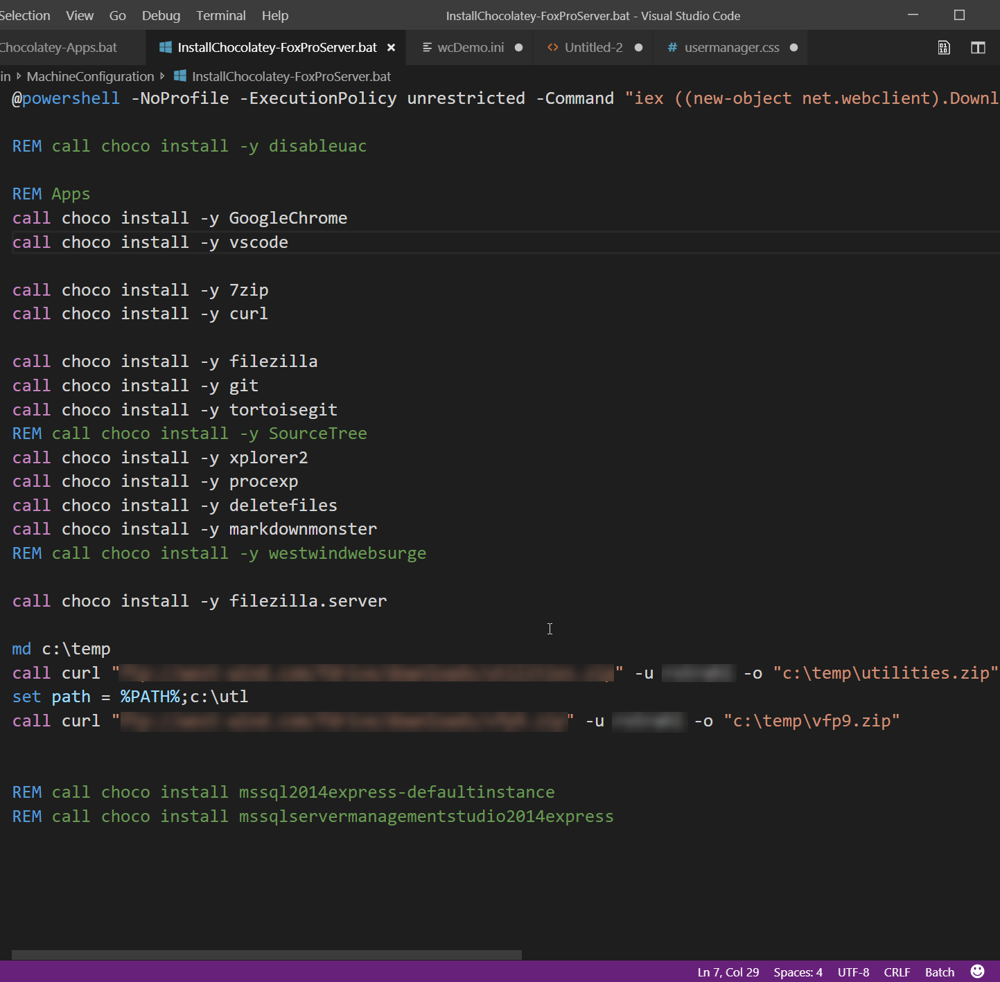 Selection View Go Debug Terminal Help InstallChocolatey-FoxProServer.bat - Visual Studio Code
Chocolatey-Apps.bat InstallChocolatey-FoxProServer.bat wcDemo.ini Untitled-2 # usermanager.css
in MachineConfiguration InstallChocolatey-FoxProServer.bat
@powershell -NoProfile -ExecutionPolicy unrestricted -Command "iex ((new-object net.webclient).Downl
REM call choco install -y disableuac
REM Apps
call choco install -y GoogleChrome
call choco install -y vscode
call choco install -y 7zip
call choco install -y curl
call choco install -y filezilla
call choco install -y git
call choco install -y tortoisegit
REM call choco install -y SourceTree
call choco install -y xplorer2
call choco install -y procexp
call choco install -y deletefiles
call choco install -y markdownmonster
REM call choco install -y westwindwebsurge
call choco install -y filezilla.server
md c:\temp
call curl "" -u -o "c:\temp\utilities.zip"
set path = %PATH%;c:\utl
call curl "" -u -o "c:\temp\vfp9.zip"
REM call choco install mssql2014express-defaultinstance
REM call choco install mssqlservermanagementstudio2014express
Ln 7, Col 29 Spaces: 4 UTF-8 CRLF Batch